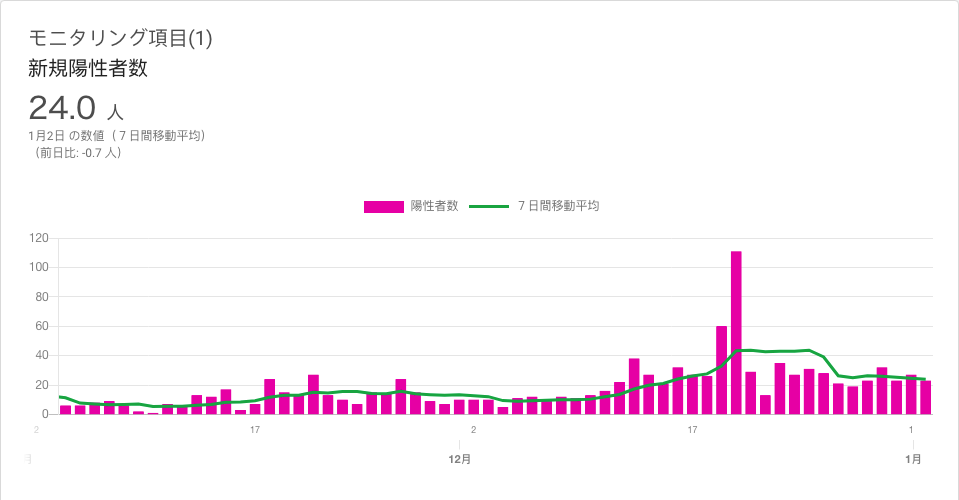 モニタリング項目(1)
新規陽性者数
24.0 人
1月2日 の数値（７日間移動平均）
（前日比: -0.7 人）
陽性者数 ７日間移動平均
120
100
80
60
40
20
0
2 17 2 17 1
月 12月 1月